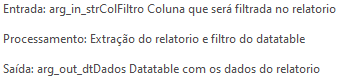 Entrada: arg_in_strColFiltro Coluna que será filtrada no relatorio
Processamento: Extração do relatorio e filtro do datatable
Saída: arg_out_dtDados Datatable com os dados do relatorio